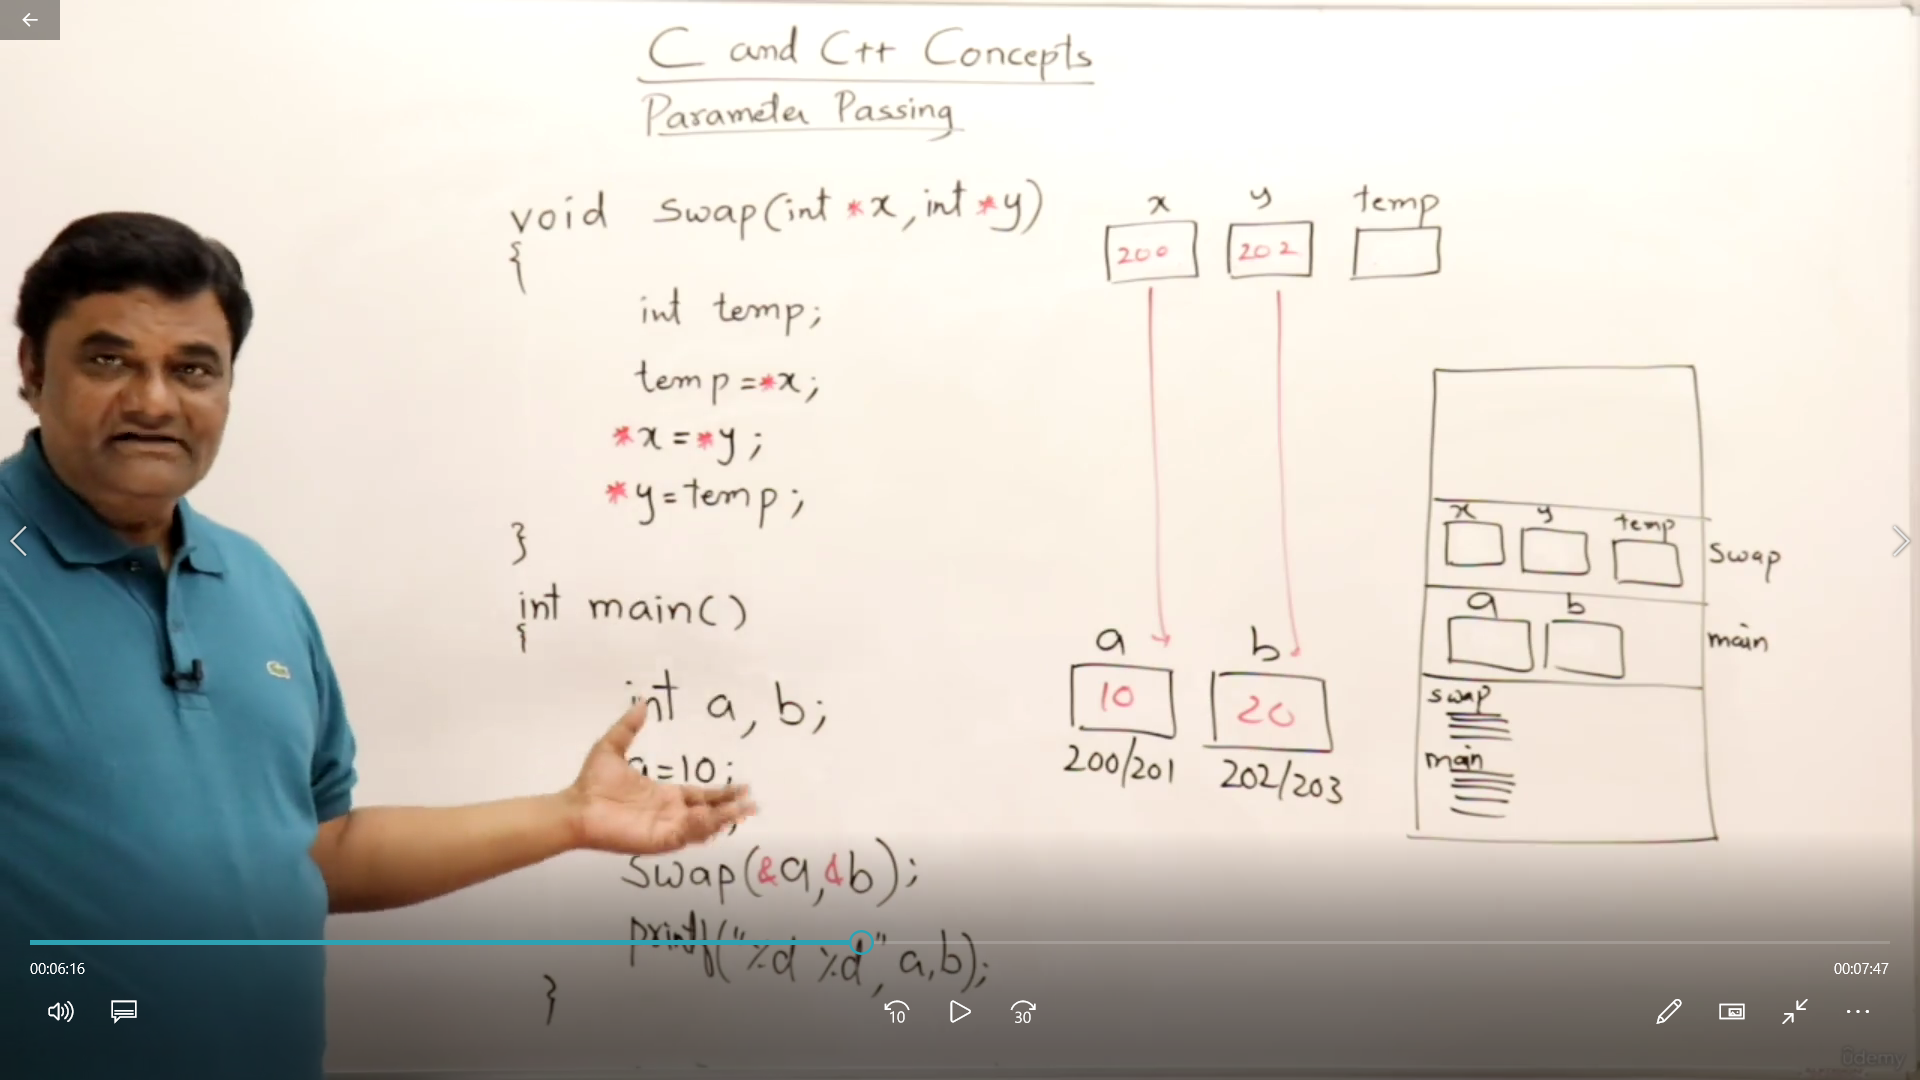 C and C++ Concepts
Parameter Passing
void swap(int *x, int *y)
{
int temp;
temp=*x;
*x=*y;
*y=temp;
}
int main()
{
int a, b;
a=10;
swap(&a,&b);
printf("%d %d", a,b);
}
x y temp
200 202
a b
10 20
200/201 202/203
x y temp
swap
a b
main
swap
main
00:06:16
00:07:47
10
30
ûdemy